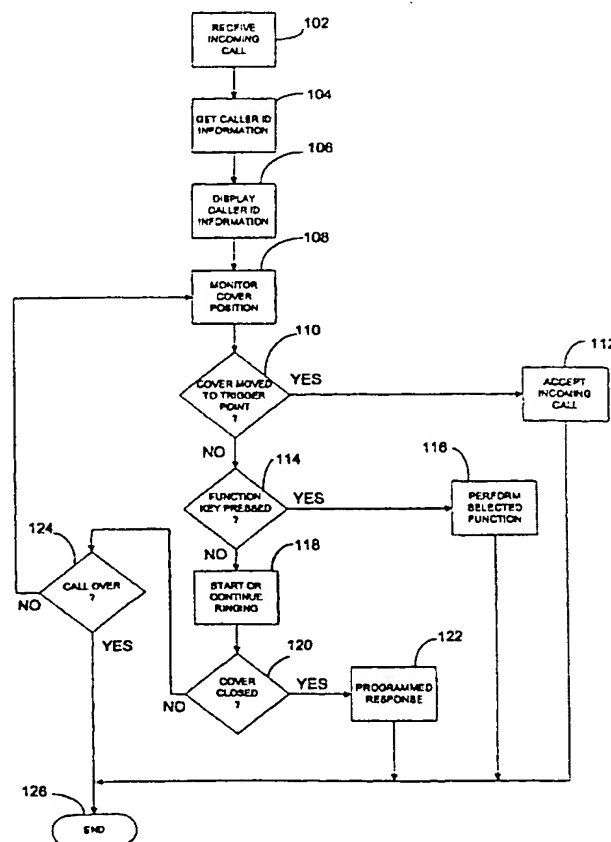 RECEIVE
INCOMING
CALL
102
GET CALLER ID
INFORMATION
104
DISPLAY
CALLER ID
INFORMATION
106
MONITOR
COVER
POSITION
108
COVER MOVED
TO TRIGGER
POINT
?
110
YES
NO
ACCEPT
INCOMING
CALL
112
FUNCTION
KEY PRESSED
?
114
YES
NO
PERFORM
SELECTED
FUNCTION
116
START OR
CONTINUE
RINGING
118
COVER
CLOSED
?
120
YES
NO
PROGRAMMED
RESPONSE
122
CALL OVER
?
124
NO
YES
END
126